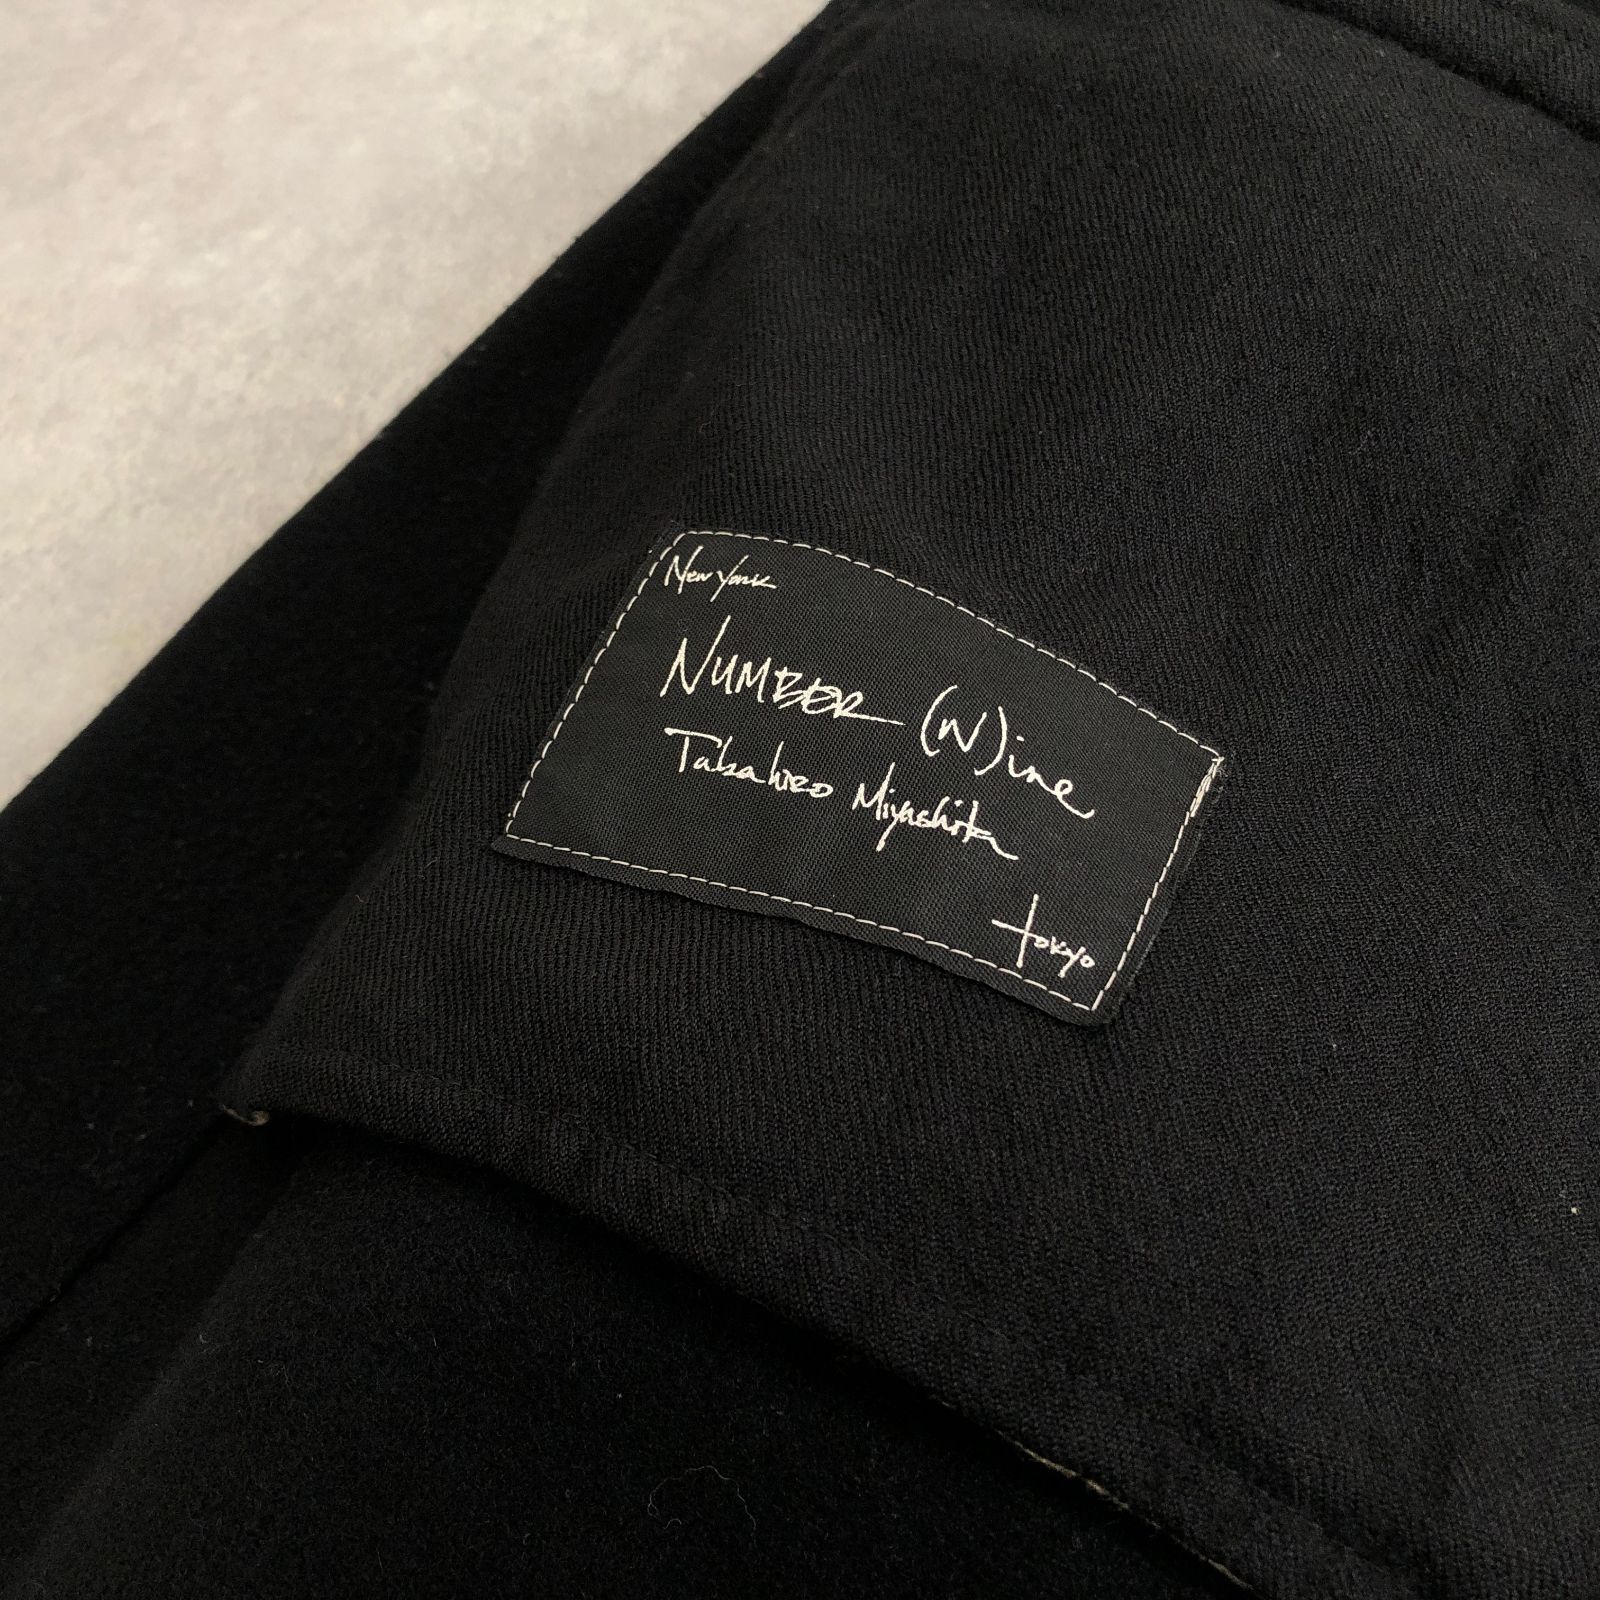 New York
NUMBER (N)ine
Takahiro Miyashita
tokyo